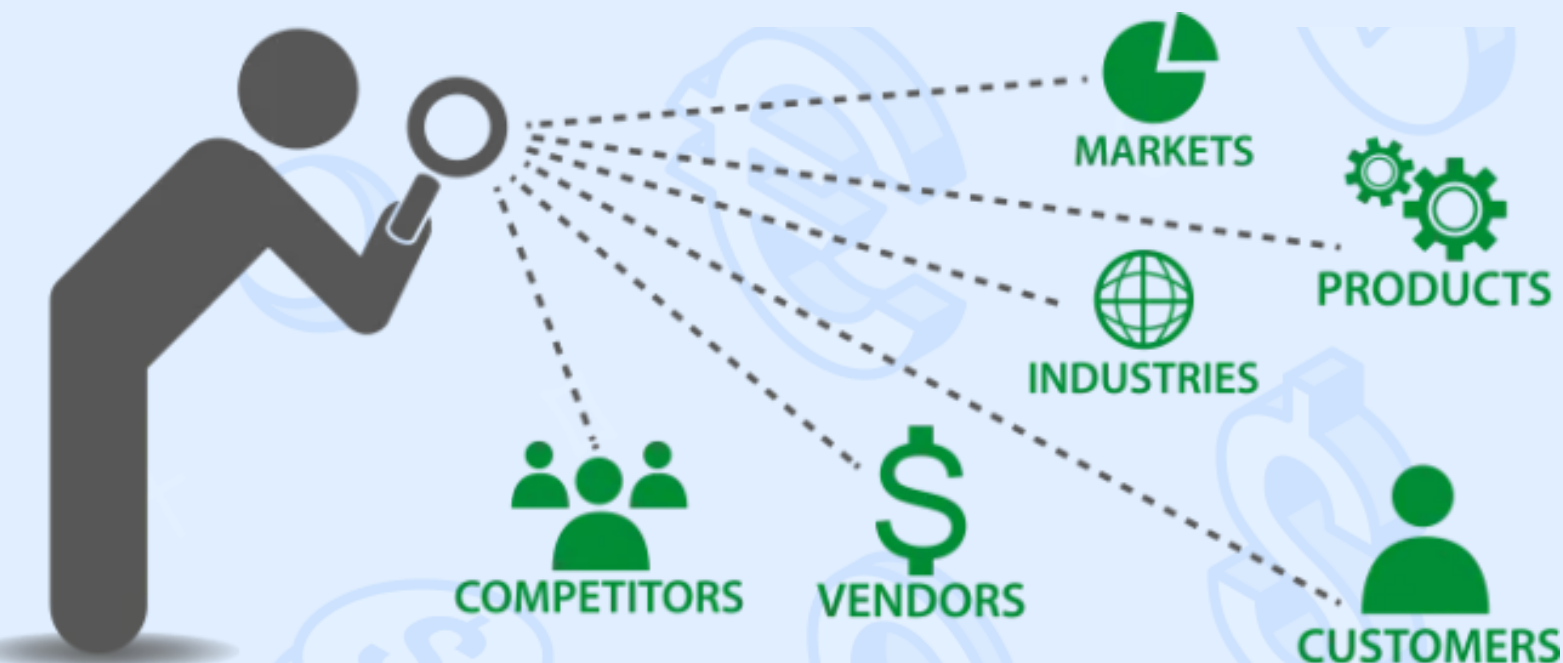 MARKETS
PRODUCTS
INDUSTRIES
COMPETITORS
VENDORS
CUSTOMERS